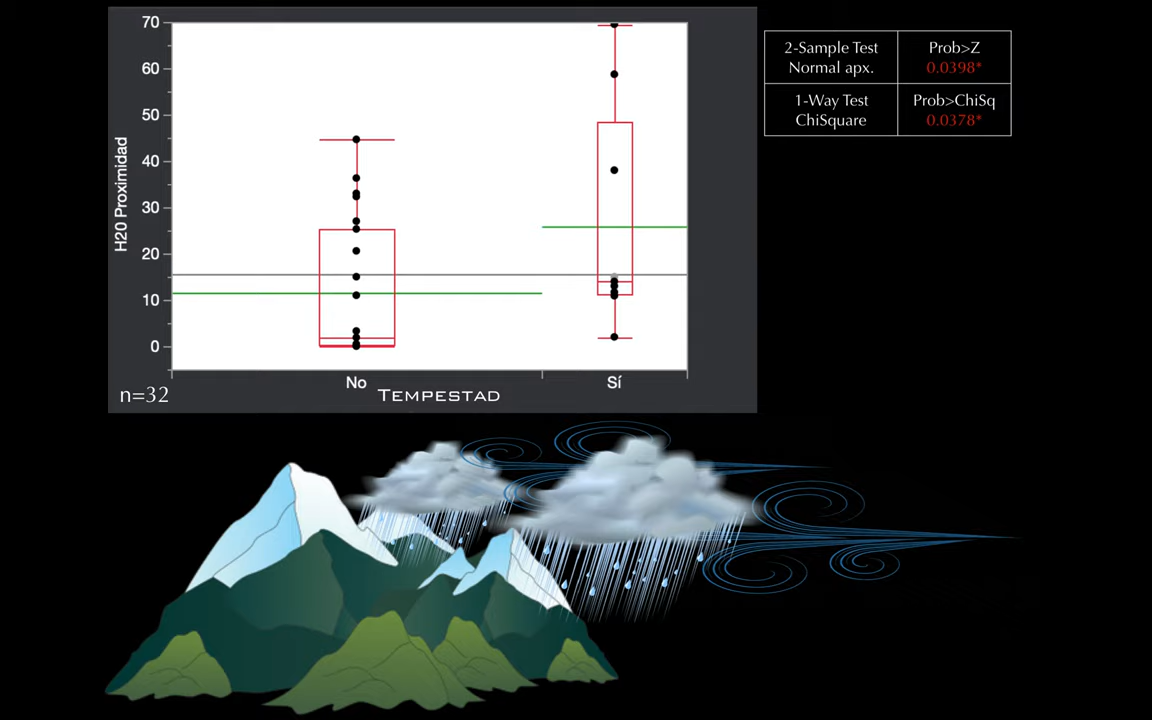 70
60
50
40
30
20
10
0
H20 Proximidad
No
Sí
n=32
TEMPESTAD
2-Sample Test
Normal apx.
Prob>Z
0.0398*
1-Way Test
ChiSquare
Prob>ChiSq
0.0378*